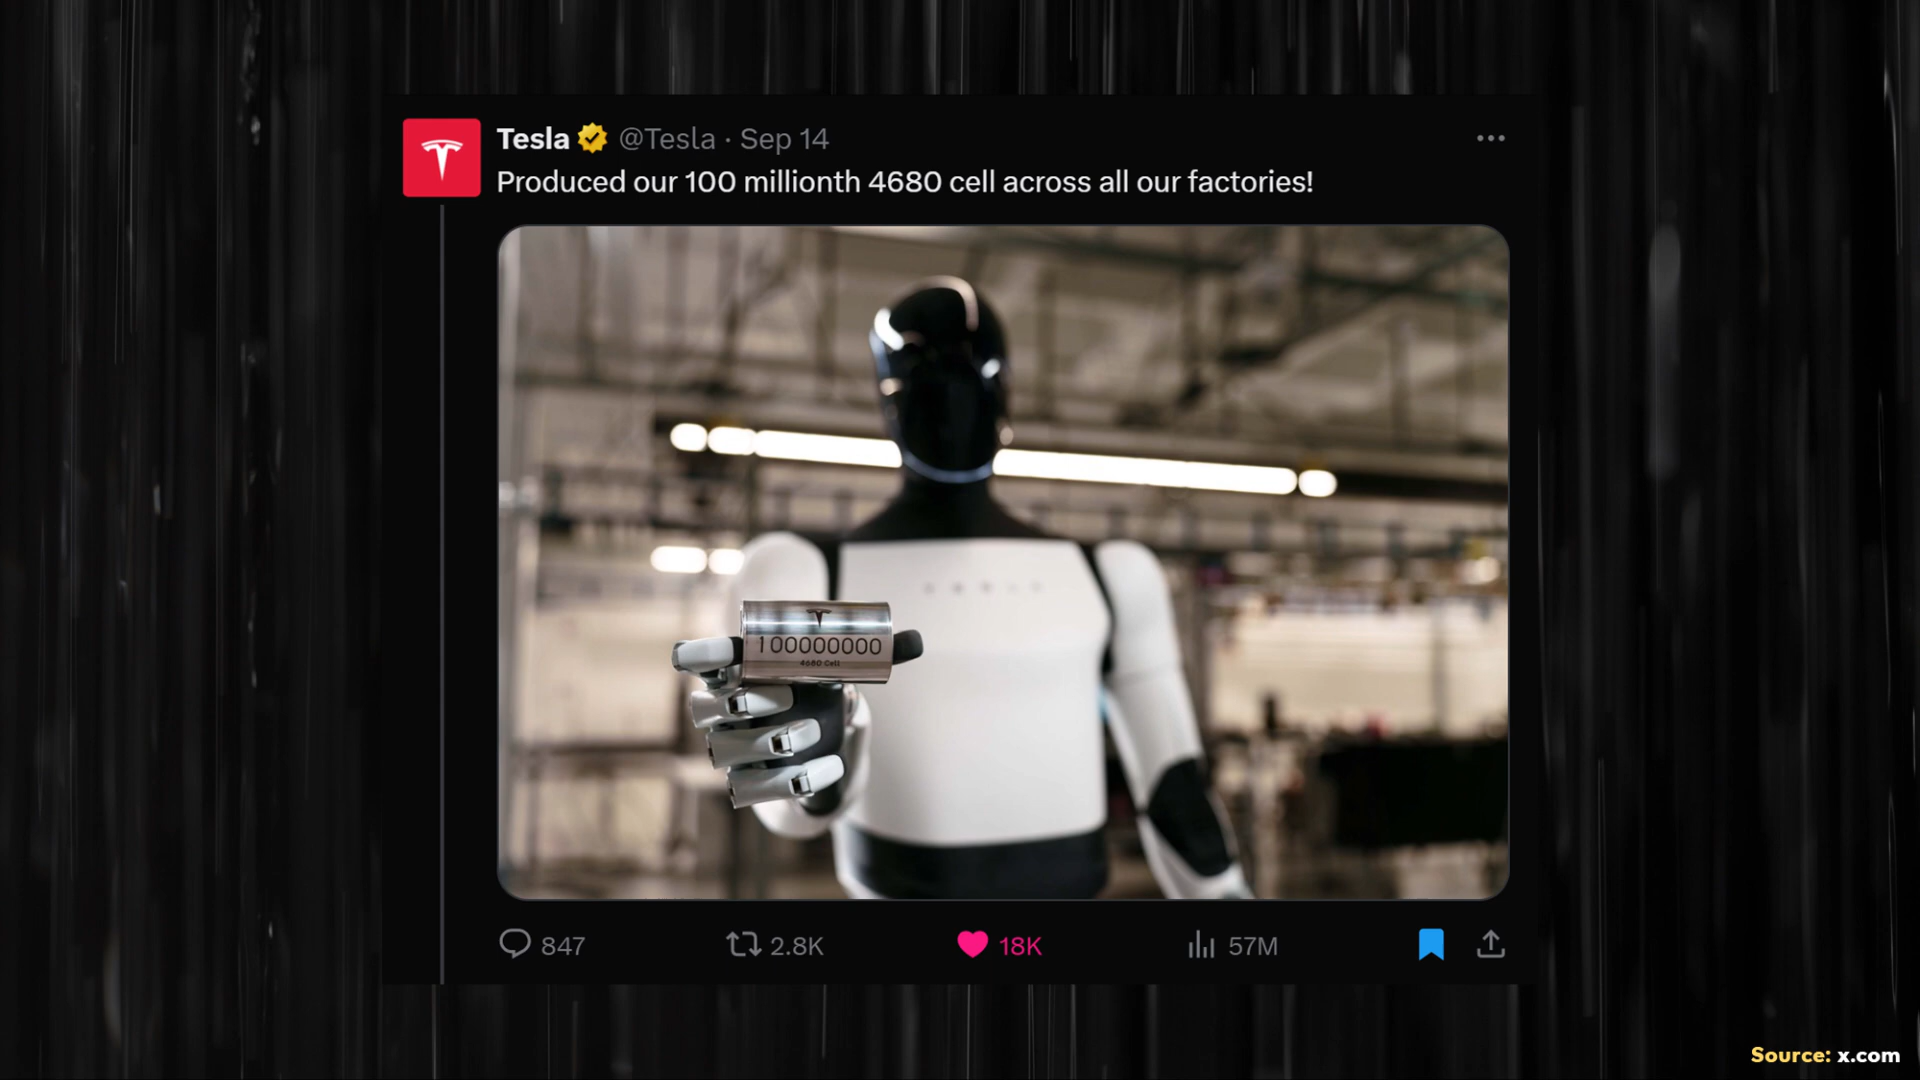 Tesla @Tesla · Sep 14
Produced our 100 millionth 4680 cell across all our factories!
TESLA
100000000
4680 Cell
847 2.8K 18K 57M
Source: x.com